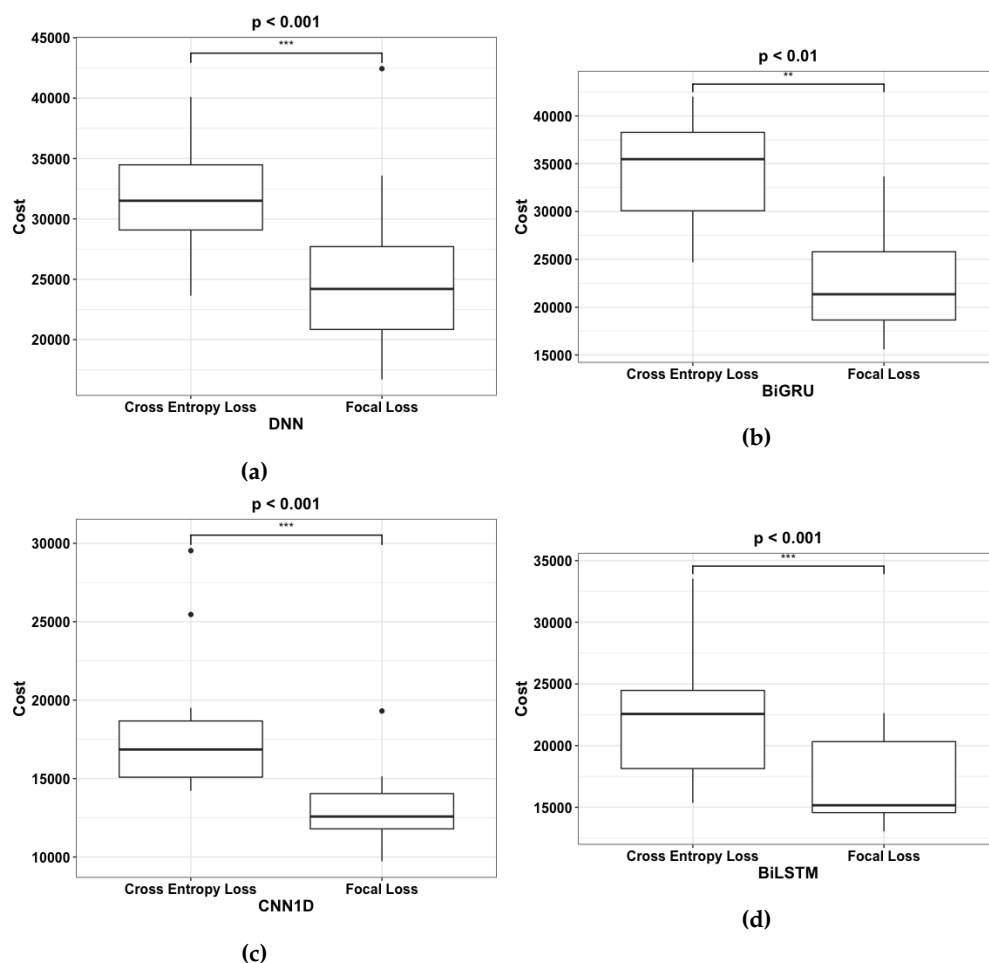 p < 0.001
***
45000
40000
35000
30000
25000
20000
Cost
Cross Entropy Loss
Focal Loss
DNN
(a)
p < 0.01
**
40000
35000
30000
25000
20000
15000
Cost
Cross Entropy Loss
Focal Loss
BiGRU
(b)
p < 0.001
***
30000
25000
20000
15000
10000
Cost
Cross Entropy Loss
Focal Loss
CNN1D
(c)
p < 0.001
***
35000
30000
25000
20000
15000
Cost
Cross Entropy Loss
Focal Loss
BiLSTM
(d)